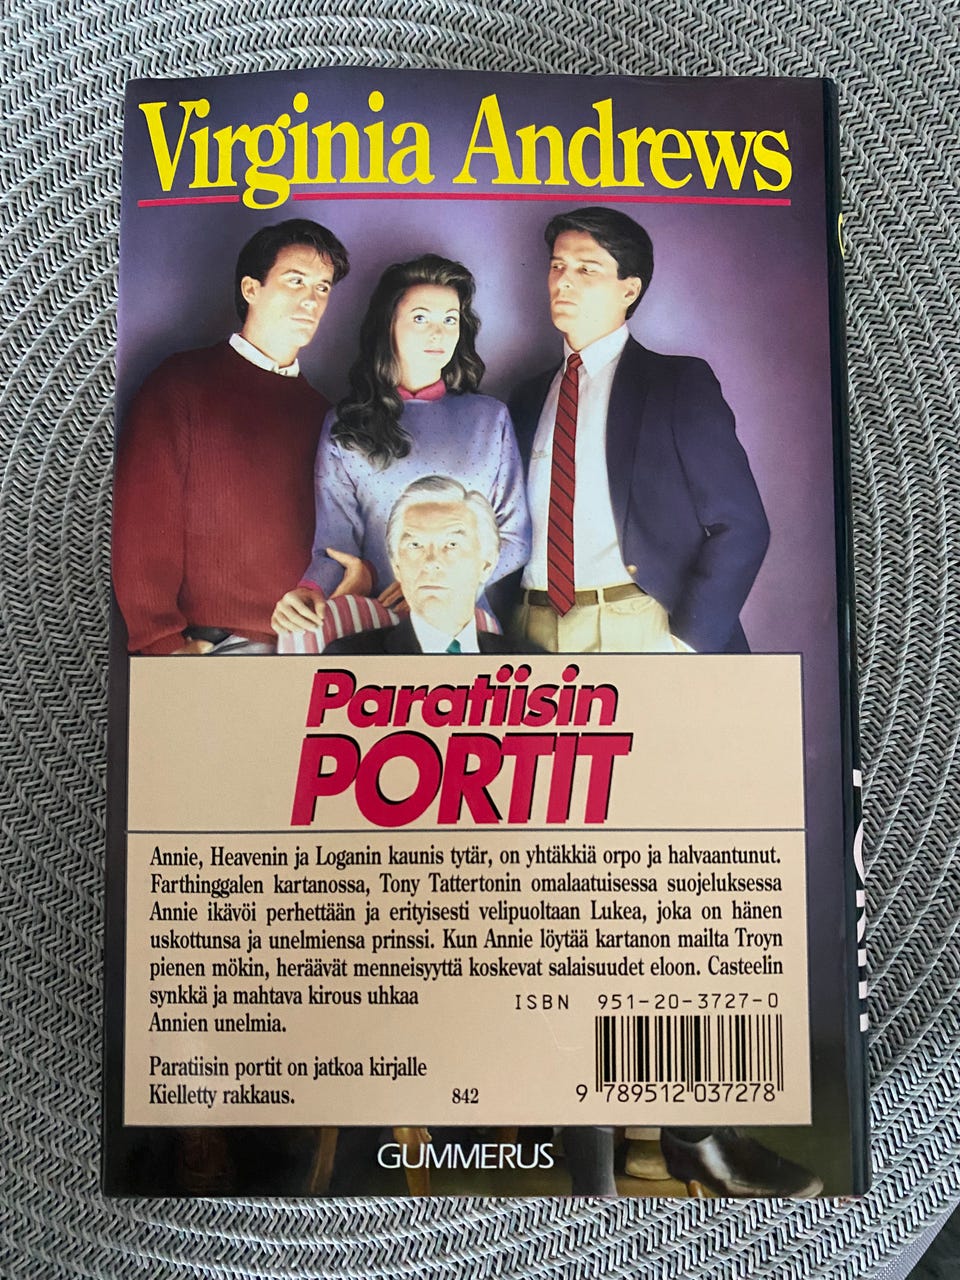 Virginia Andrews
Paratiisin
PORTIT
Annie, Heavenin ja Loganin kaunis tytär, on yhtäkkiä orpo ja halvaantunut.
Farthinggalen kartanossa, Tony Tattertonin omalaatuisessa suojeluksessa
Annie ikävöi perhettään ja erityisesti velipuoltaan Lukea, joka on hänen
uskottunsa ja unelmiensa prinssi. Kun Annie löytää kartanon mailta Troyn
pienen mökin, heräävät menneisyyttä koskevat salaisuudet eloon. Casteelin
synkkä ja mahtava kirous uhkaa
Annien unelmia.
Paratiisin portit on jatkoa kirjalle
Kielletty rakkaus.
842
ISBN 951-20-3727-0
9 789512 037278
GUMMERUS